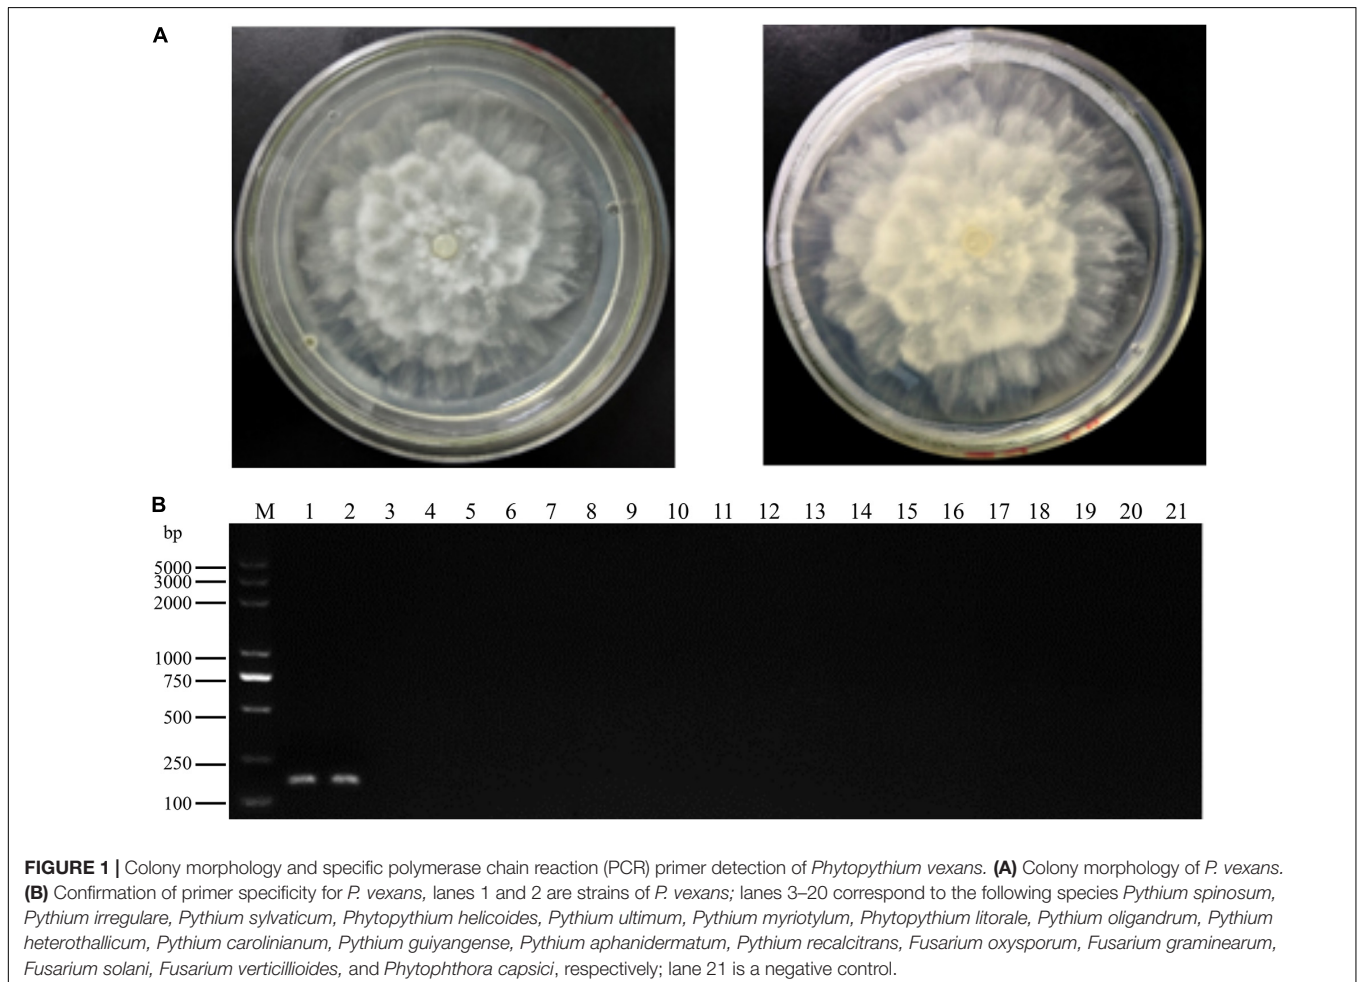 A
B
M 1 2 3 4 5 6 7 8 9 10 11 12 13 14 15 16 17 18 19 20 21
bp
5000
3000
2000
1000
750
500
250
100
FIGURE 1 | Colony morphology and specific polymerase chain reaction (PCR) primer detection of Phytopythium vexans. (A) Colony morphology of P. vexans.
(B) Confirmation of primer specificity for P. vexans, lanes 1 and 2 are strains of P. vexans; lanes 3–20 correspond to the following species Pythium spinosum,
Pythium irregulare, Pythium sylvaticum, Phytopythium helicoides, Pythium ultimum, Pythium myriotylum, Phytopythium litorale, Pythium oligandrum, Pythium
heterothallicum, Pythium carolinianum, Pythium guiyangense, Pythium aphanidermatum, Pythium recalcitrans, Fusarium oxysporum, Fusarium graminearum,
Fusarium solani, Fusarium verticillioides, and Phytophthora capsici, respectively; lane 21 is a negative control.